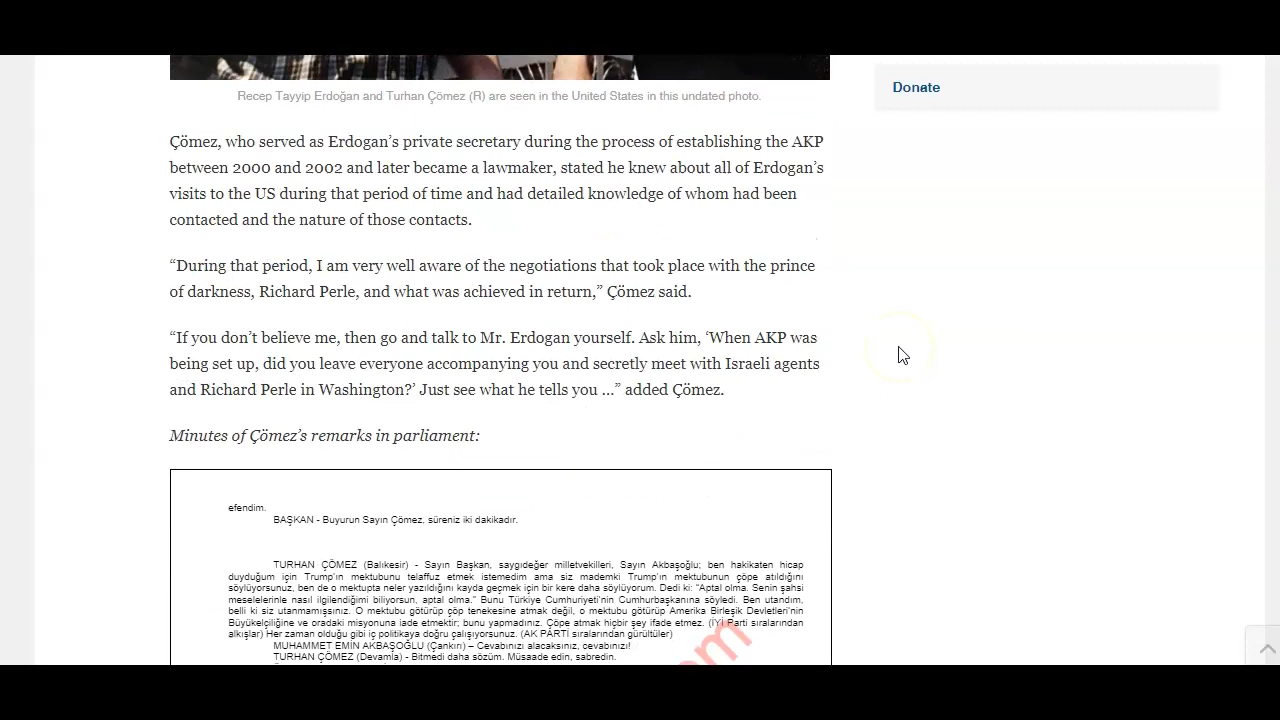 Donate
Recep Tayyip Erdoğan and Turhan Çömez (R) are seen in the United States in this undated photo.
Çömez, who served as Erdogan’s private secretary during the process of establishing the AKP
between 2000 and 2002 and later became a lawmaker, stated he knew about all of Erdogan’s
visits to the US during that period of time and had detailed knowledge of whom had been
contacted and the nature of those contacts.
“During that period, I am very well aware of the negotiations that took place with the prince
of darkness, Richard Perle, and what was achieved in return,” Çömez said.
“If you don’t believe me, then go and talk to Mr. Erdogan yourself. Ask him, ‘When AKP was
being set up, did you leave everyone accompanying you and secretly meet with Israeli agents
and Richard Perle in Washington?’ Just see what he tells you …” added Çömez.
Minutes of Çömez’s remarks in parliament:
efendim.
BAŞKAN - Buyurun Sayın Çömez, süreniz iki dakikadır.
TURHAN ÇÖMEZ (Balıkesir) - Sayın Başkan, saygıdeğer milletvekilleri, Sayın Akbaşoğlu; ben hakikaten hicap
duyduğum için Trump'ın mektubunu telaffuz etmek istemedim ama siz mademki Trump'ın mektubunun çöpe atıldığını
söylüyorsunuz, ben de o mektupta neler yazıldığını kayda geçmek için bir kere daha söylüyorum. Dedi ki: "Aptal olma. Senin şahsi
meselelerinle nasıl ilgilendiğimi biliyorsun, aptal olma." Bunu Türkiye Cumhuriyeti'nin Cumhurbaşkanına söyledi. Ben utandım,
belli ki siz utanmamışsınız. O mektubu götürüp çöp tenekesine atmak değil, o mektubu götürüp Amerika Birleşik Devletleri'nin
Büyükelçiliğine ve oradaki misyonuna iade etmektir; bunu yapmadınız. Çöpe atmak hiçbir şey ifade etmez. (İYİ Parti sıralarından
alkışlar) Her zaman olduğu gibi iç politikaya doğru çalışıyorsunuz. (AK PARTİ sıralarından gürültüler)
MUHAMMET EMİN AKBAŞOĞLU (Çankırı) – Cevabınızı alacaksınız, cevabınızı!
TURHAN ÇÖMEZ (Devamla) - Bitmedi daha sözüm. Müsaade edin, sabredin.
om